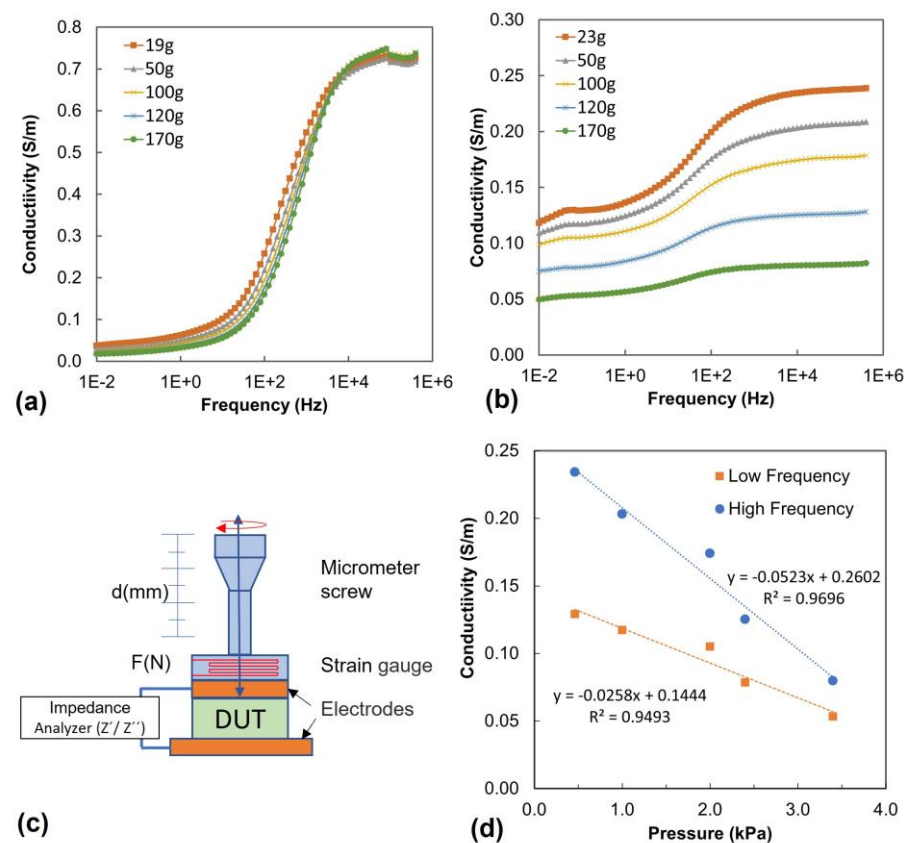 0.8
0.7
0.6
0.5
0.4
0.3
0.2
0.1
0.0
Conductiivity (S/m)
19g
50g
100g
120g
170g
1E-2 1E+0 1E+2 1E+4 1E+6
Frequency (Hz)
(a)
0.30
0.25
0.20
0.15
0.10
0.05
0.00
Conductiivity (S/m)
23g
50g
100g
120g
170g
1E-2 1E+0 1E+2 1E+4 1E+6
Frequency (Hz)
(b)
d(mm)
Micrometer
screw
F(N)
Strain gauge
Impedance
Analyzer (Z´/ Z´´)
Electrodes
DUT
(c)
0.25
0.20
0.15
0.10
0.05
0.00
Conductiivity (S/m)
Low Frequency
High Frequency
y = -0.0523x + 0.2602
R² = 0.9696
y = -0.0258x + 0.1444
R² = 0.9493
0.0 1.0 2.0 3.0 4.0
Pressure (kPa)
(d)